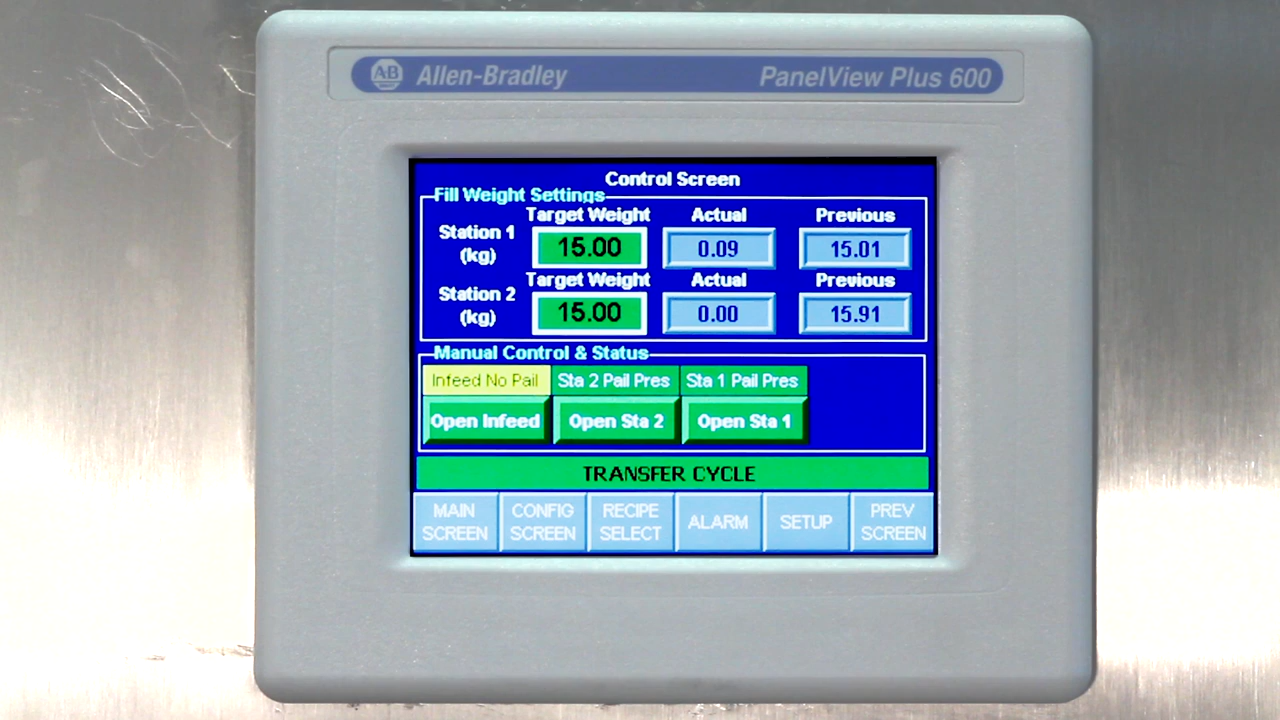 AB Allen-Bradley PanelView Plus 600
Control Screen
Fill Weight Settings
Target Weight Actual Previous
Station 1 (kg) 15.00 0.09 15.01
Target Weight Actual Previous
Station 2 (kg) 15.00 0.00 15.91
Manual Control & Status
Infeed No Pail Sta 2 Pail Pres Sta 1 Pail Pres
Open Infeed Open Sta 2 Open Sta 1
TRANSFER CYCLE
MAIN SCREEN CONFIG SCREEN RECIPE SELECT ALARM SETUP PREV SCREEN